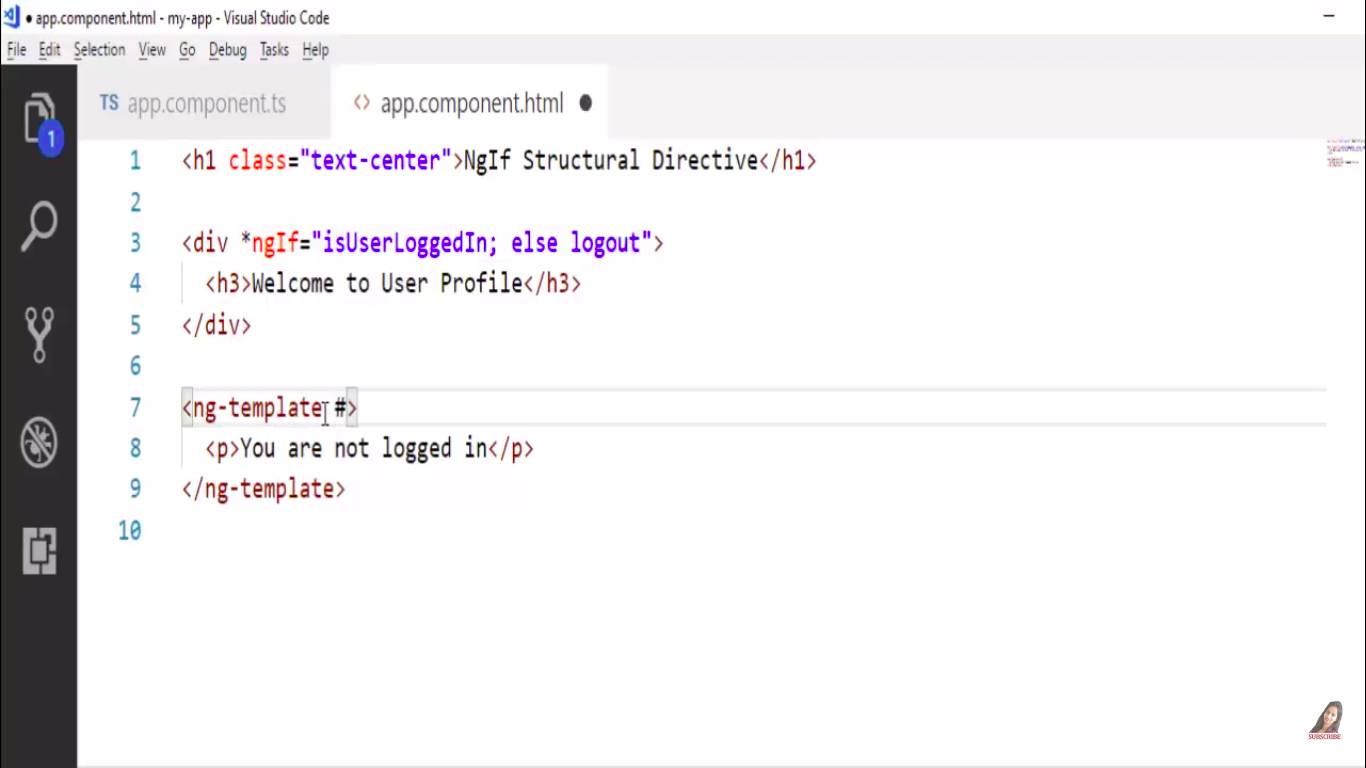 ● app.component.html - my-app - Visual Studio Code
File Edit Selection View Go Debug Tasks Help
TS app.component.ts <> app.component.html ●
1
1 <h1 class="text-center">NgIf Structural Directive</h1>
2
3 <div *ngIf="isUserLoggedIn; else logout">
4 <h3>Welcome to User Profile</h3>
5 </div>
6
7 <ng-template #>
8 <p>You are not logged in</p>
9 </ng-template>
10
SUBSCRIBE